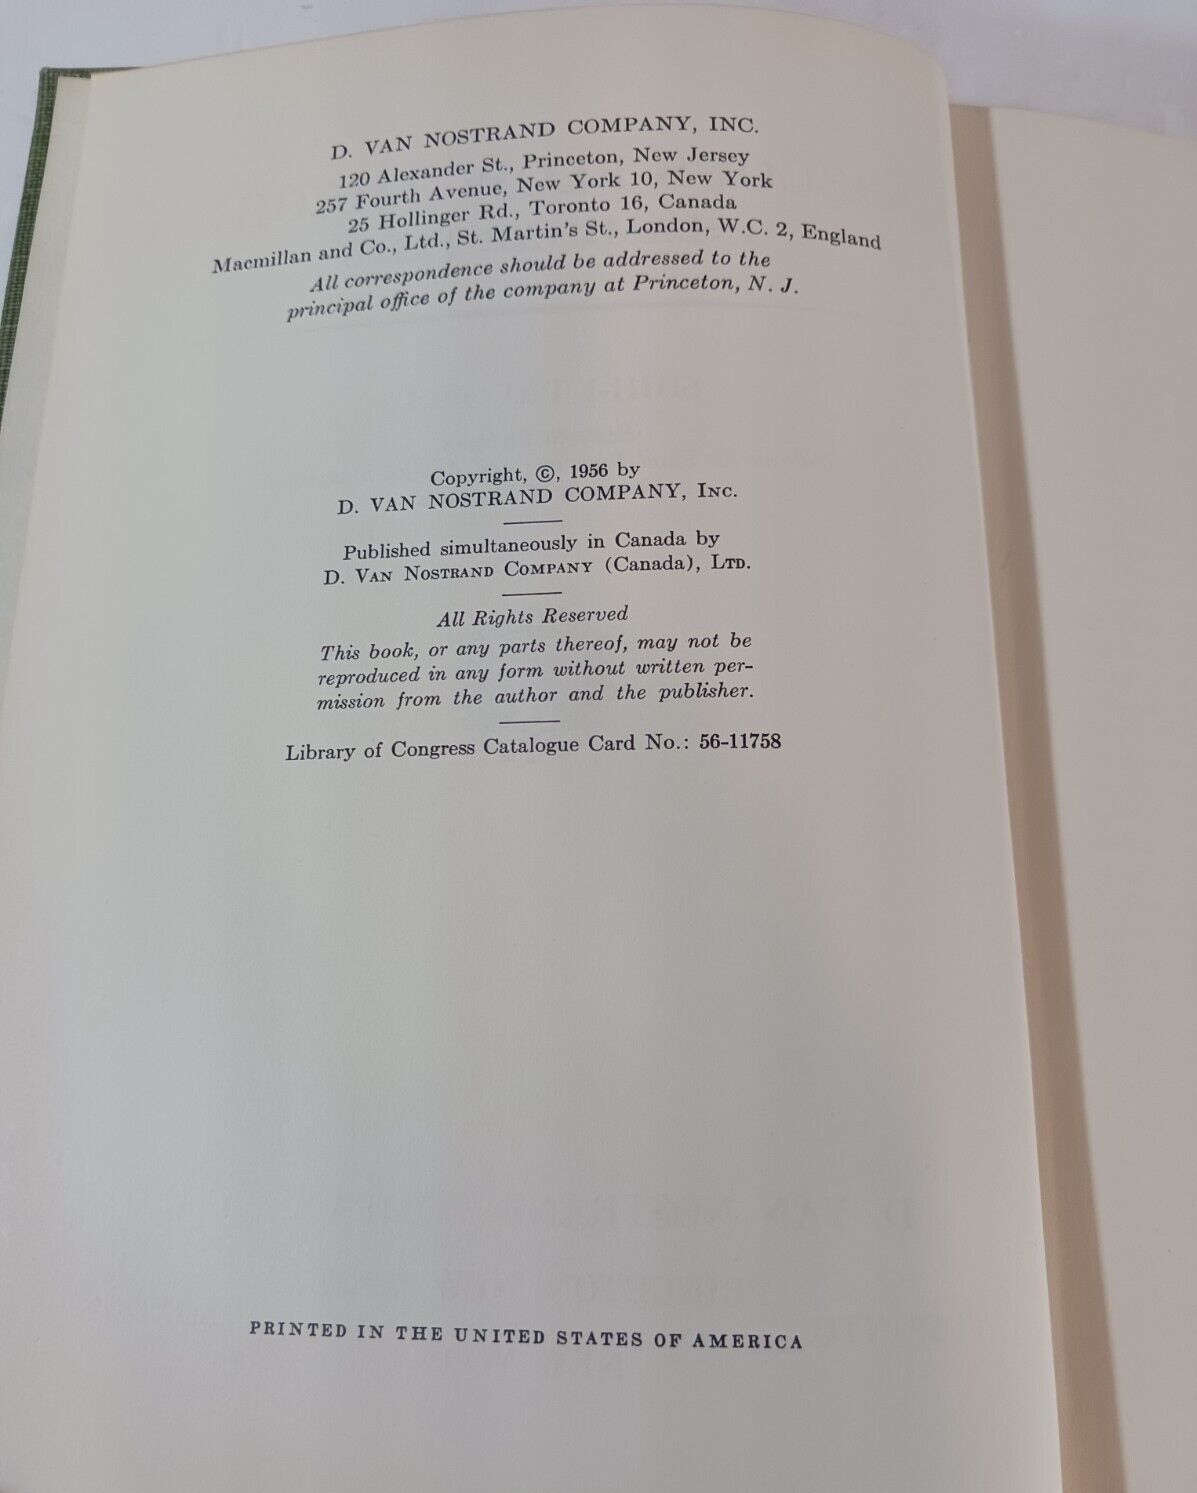 D. VAN NOSTRAND COMPANY, INC.
120 Alexander St., Princeton, New Jersey
257 Fourth Avenue, New York 10, New York
25 Hollinger Rd., Toronto 16, Canada
Macmillan and Co., Ltd., St. Martin's St., London, W.C. 2, England
All correspondence should be addressed to the
principal office of the company at Princeton, N. J.
Copyright, ©, 1956 by
D. VAN NOSTRAND COMPANY, INC.
Published simultaneously in Canada by
D. VAN NOSTRAND COMPANY (Canada), LTD.
All Rights Reserved
This book, or any parts thereof, may not be
reproduced in any form without written per-
mission from the author and the publisher.
Library of Congress Catalogue Card No.: 56-11758
PRINTED IN THE UNITED STATES OF AMERICA